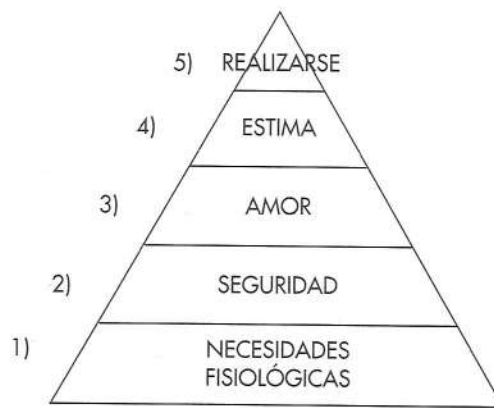 5) REALIZARSE
4) ESTIMA
3) AMOR
2) SEGURIDAD
1) NECESIDADES
FISIOLÓGICAS